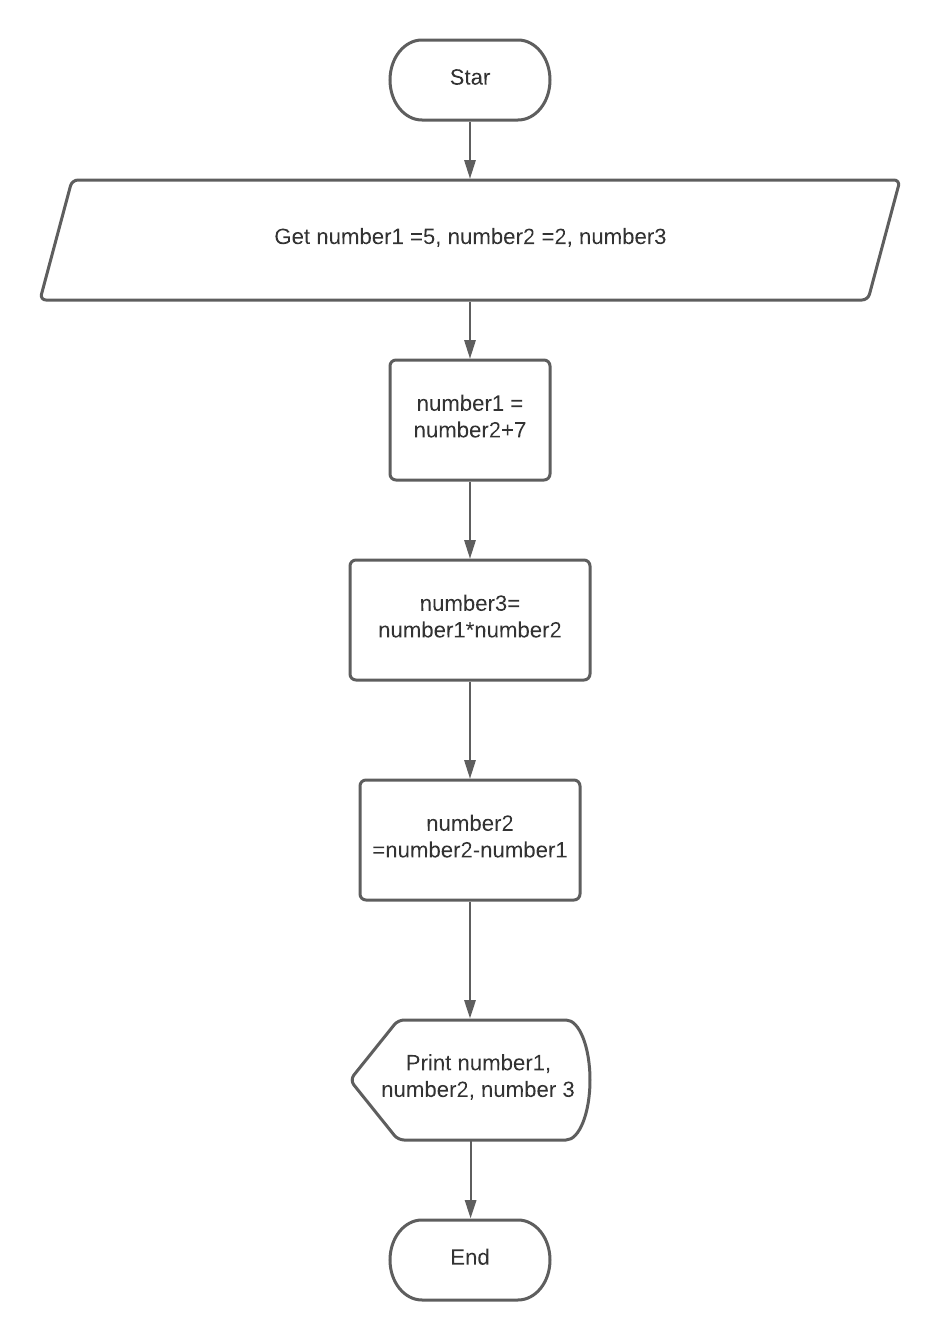 Star
Get number1 =5, number2 =2, number3
number1 =
number2+7
number3=
number1*number2
number2
=number2-number1
Print number1,
number2, number 3
End